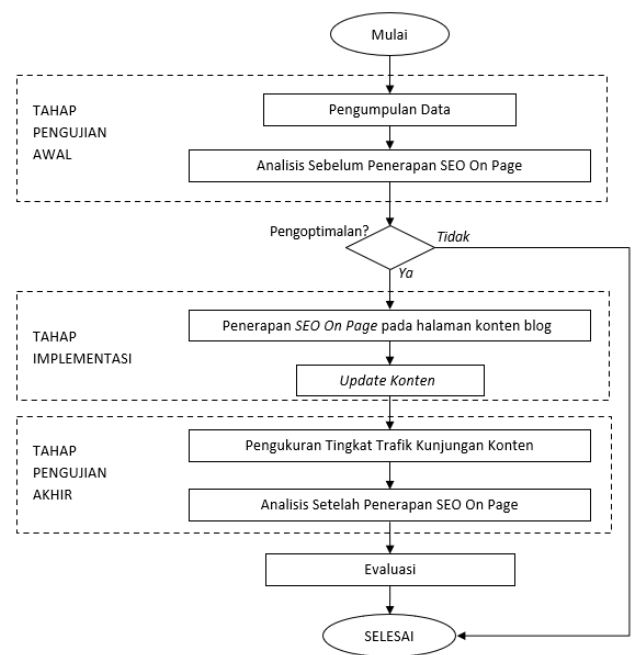 Mulai
TAHAP
PENGUJIAN
AWAL
Pengumpulan Data
Analisis Sebelum Penerapan SEO On Page
Pengoptimalan?
Tidak
Ya
TAHAP
IMPLEMENTASI
Penerapan SEO On Page pada halaman konten blog
Update Konten
TAHAP
PENGUJIAN
AKHIR
Pengukuran Tingkat Trafik Kunjungan Konten
Analisis Setelah Penerapan SEO On Page
Evaluasi
SELESAI